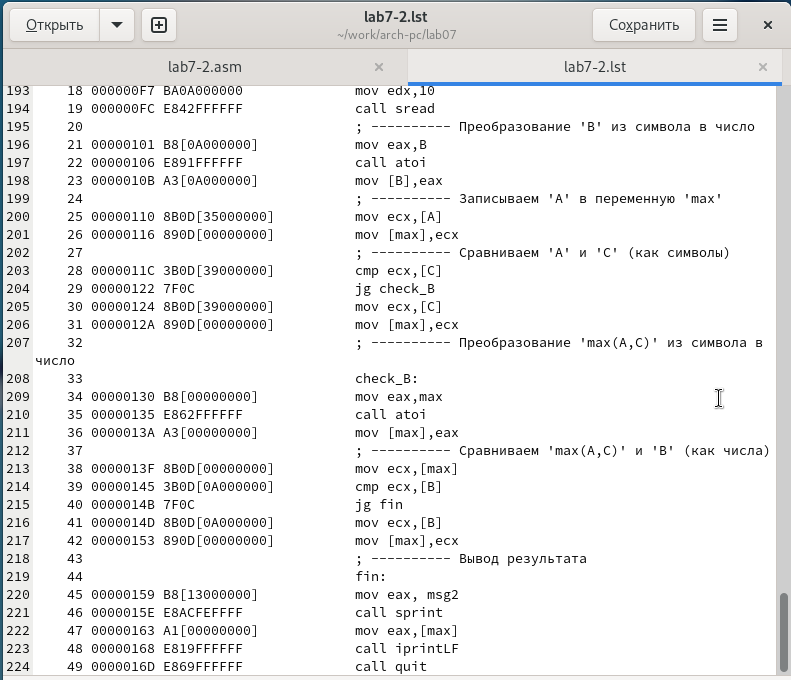 Открыть
lab7-2.lst
~/work/arch-pc/lab07
Сохранить
lab7-2.asm
lab7-2.lst
193 18 000000F7 BA0A000000 mov edx,10
194 19 000000FC E842FFFFFF call sread
195 20 ; ---------- Преобразование 'B' из символа в число
196 21 00000101 B8[0A000000] mov eax,B
197 22 00000106 E891FFFFFF call atoi
198 23 0000010B A3[0A000000] mov [B],eax
199 24 ; ---------- Записываем 'A' в переменную 'max'
200 25 00000110 8B0D[35000000] mov ecx,[A]
201 26 00000116 890D[00000000] mov [max],ecx
202 27 ; ---------- Сравниваем 'A' и 'C' (как символы)
203 28 0000011C 3B0D[39000000] cmp ecx,[C]
204 29 00000122 7F0C jg check_B
205 30 00000124 8B0D[39000000] mov ecx,[C]
206 31 0000012A 890D[00000000] mov [max],ecx
207 32 ; ---------- Преобразование 'max(A,C)' из символа в
число
208 33 check_B:
209 34 00000130 B8[00000000] mov eax,max
210 35 00000135 E862FFFFFF call atoi
211 36 0000013A A3[00000000] mov [max],eax
212 37 ; ---------- Сравниваем 'max(A,C)' и 'B' (как числа)
213 38 0000013F 8B0D[00000000] mov ecx,[max]
214 39 00000145 3B0D[0A000000] cmp ecx,[B]
215 40 0000014B 7F0C jg fin
216 41 0000014D 8B0D[0A000000] mov ecx,[B]
217 42 00000153 890D[00000000] mov [max],ecx
218 43 ; ---------- Вывод результата
219 44 fin:
220 45 00000159 B8[13000000] mov eax, msg2
221 46 0000015E E8ACFEFFFF call sprint
222 47 00000163 A1[00000000] mov eax,[max]
223 48 00000168 E819FFFFFF call iprintLF
224 49 0000016D E869FFFFFF call quit